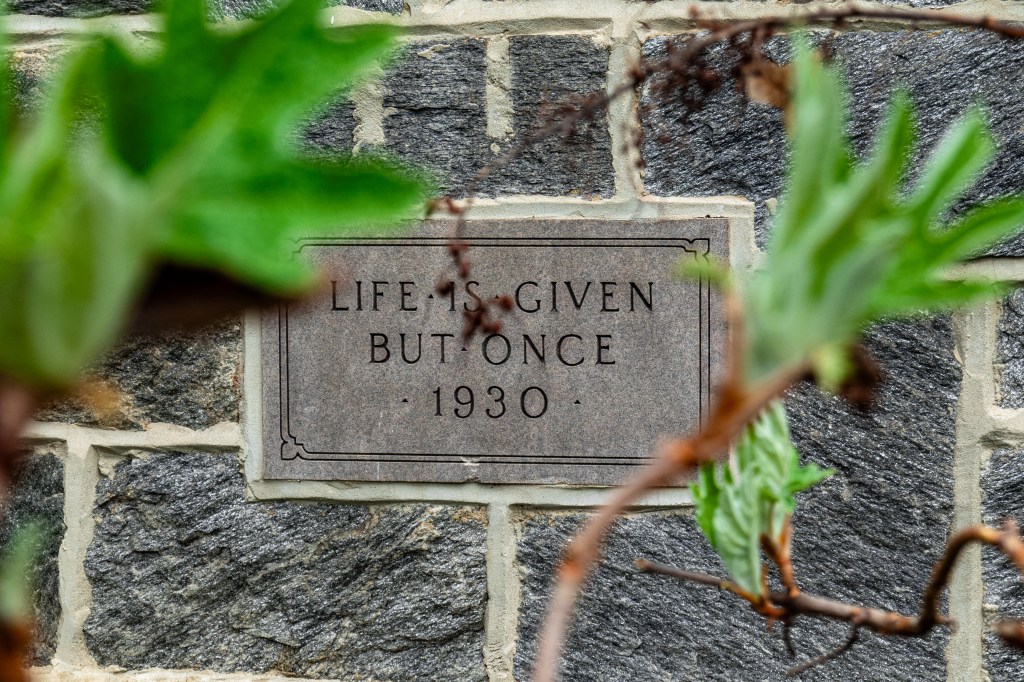 LIFE·IS·GIVEN
BUT·ONCE
· 1930 ·